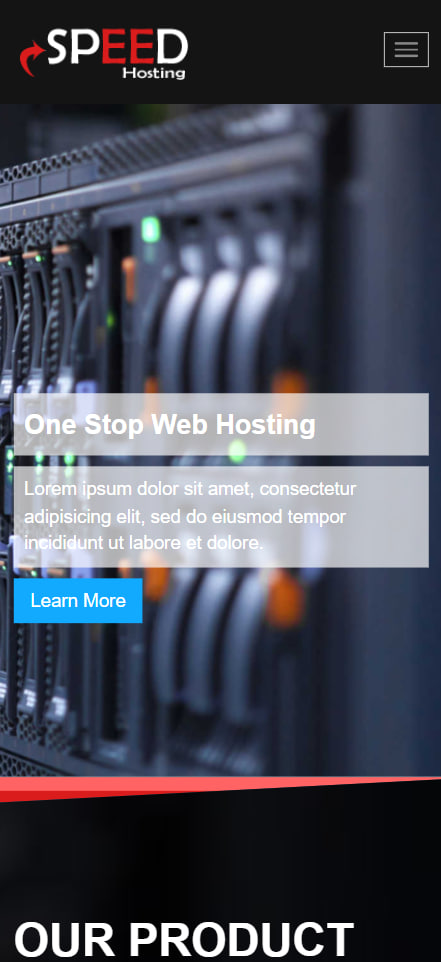 SPEED
Hosting
One Stop Web Hosting
Lorem ipsum dolor sit amet, consectetur
adipisicing elit, sed do eiusmod tempor
incididunt ut labore et dolore.
Learn More
OUR PRODUCT